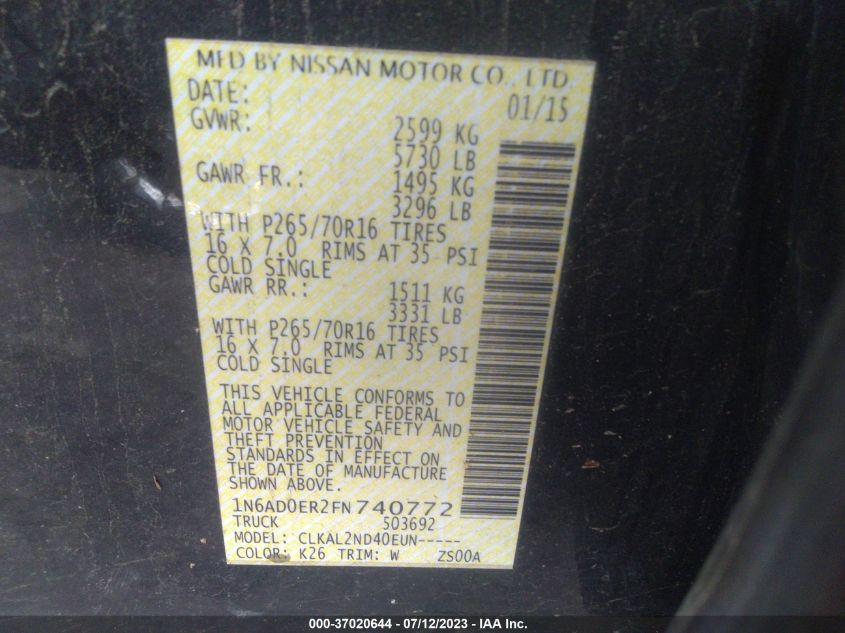 MFD BY NISSAN MOTOR CO., LTD.
DATE: 01/15
GVWR: 2599 KG
5730 LB
GAWR FR.: 1495 KG
3296 LB
WITH P265/70R16 TIRES
16 X 7.0 RIMS AT 35 PSI
COLD SINGLE
GAWR RR.: 1511 KG
3331 LB
WITH P265/70R16 TIRES
16 X 7.0 RIMS AT 35 PSI
COLD SINGLE
THIS VEHICLE CONFORMS TO
ALL APPLICABLE FEDERAL
MOTOR VEHICLE SAFETY AND
THEFT PREVENTION
STANDARDS IN EFFECT ON
THE DATE OF MANUFACTURE
SHOWN ABOVE.
1N6AD0ER2FN740772
TRUCK 503692
MODEL: CLKAL2ND40EUN-----
COLOR: K26 TRIM: W ZS00A
000-37020644 - 07/12/2023 - IAA Inc.